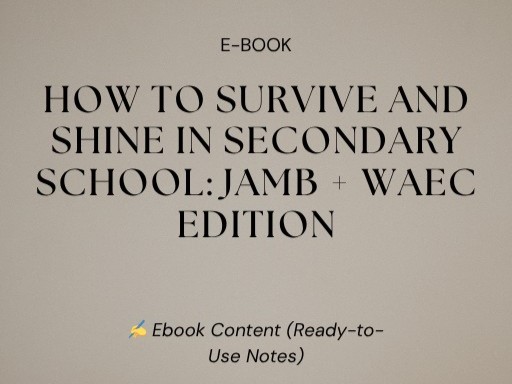 E-BOOK
HOW TO SURVIVE AND
SHINE IN SECONDARY
SCHOOL: JAMB + WAEC
EDITION
✍️ Ebook Content (Ready-to-
Use Notes)